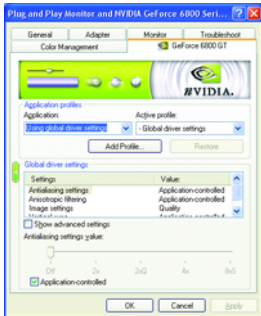 Plug and Play Monitor and NVIDIA GeForce 6800 Seri...
General Adapter Monitor Troubleshoot
Color Management GeForce 6800 GT
NVIDIA.
Application profiles
Application: Active profile:
Using global driver settings - Global driver settings
Add Profile... Restore
Global driver settings
Settings: Value:
Antialiasing settings Application-controlled
Anisotropic filtering Application-controlled
Image settings Quality
Show advanced settings
Antialiasing settings value:
Off 2x 2xQ 4x 8xS
Application-controlled
OK Cancel Apply